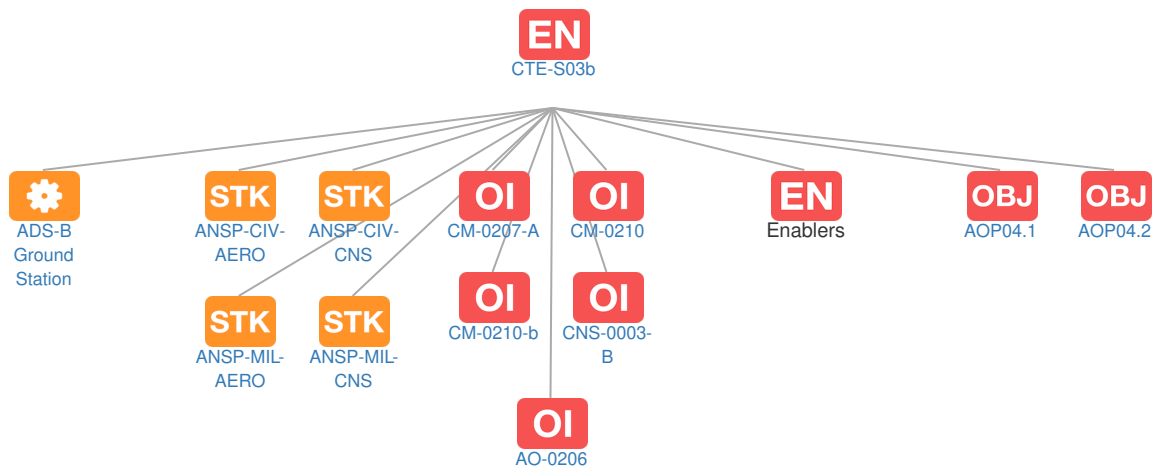 EN
CTE-S03b
ADS-B
Ground
Station
STK
ANSP-CIV-
AERO
STK
ANSP-CIV-
CNS
OI
CM-0207-A
OI
CM-0210
EN
Enablers
OBJ
AOP04.1
OBJ
AOP04.2
STK
ANSP-MIL-
AERO
STK
ANSP-MIL-
CNS
OI
CM-0210-b
OI
CNS-0003-
B
OI
AO-0206